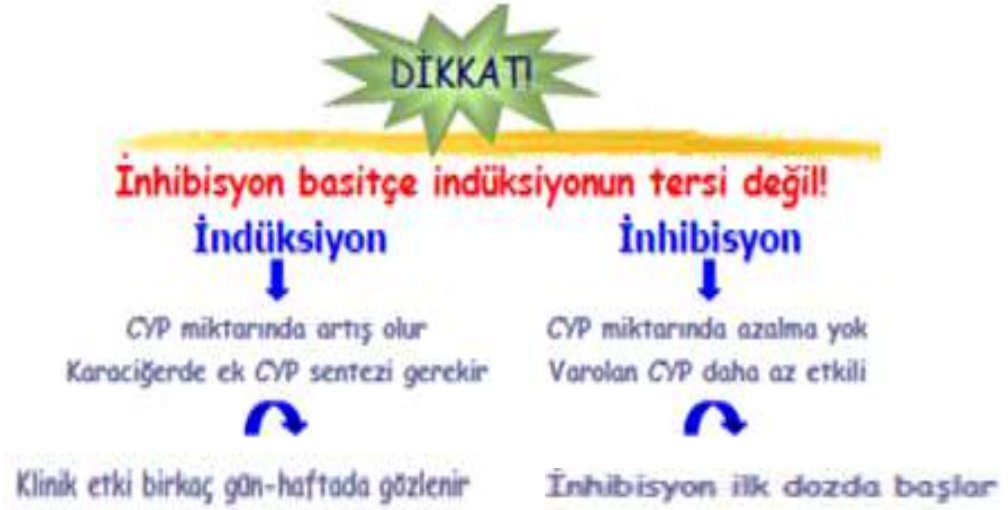 DİKKAT!
İnhibisyon basitçe indüksiyonun tersi değil!
İndüksiyon
CYP miktarında artış olur
Karaciğerde ek CYP sentezi gerekir
Klinik etki birkaç gün-haftada gözlenir
İnhibisyon
CYP miktarında azalma yok
Varolan CYP daha az etkili
İnhibisyon ilk dozda başlar